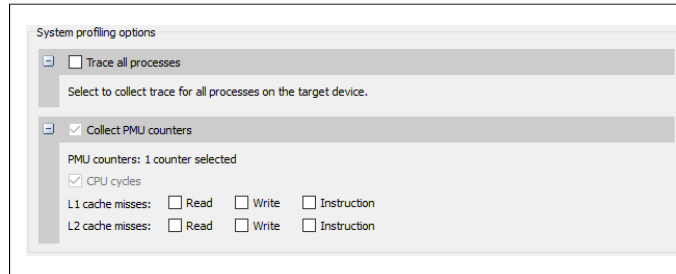 System profiling options
Trace all processes
Select to collect trace for all processes on the target device.
Collect PMU counters
PMU counters: 1 counter selected
CPU cycles
L1 cache misses: Read Write Instruction
L2 cache misses: Read Write Instruction